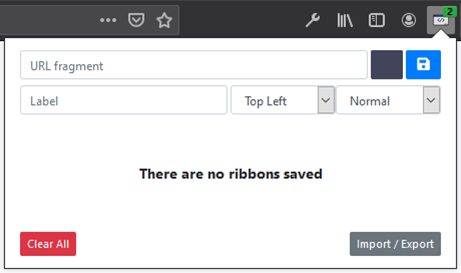 2
URL fragment
Label
Top Left
Normal
There are no ribbons saved
Clear All
Import / Export